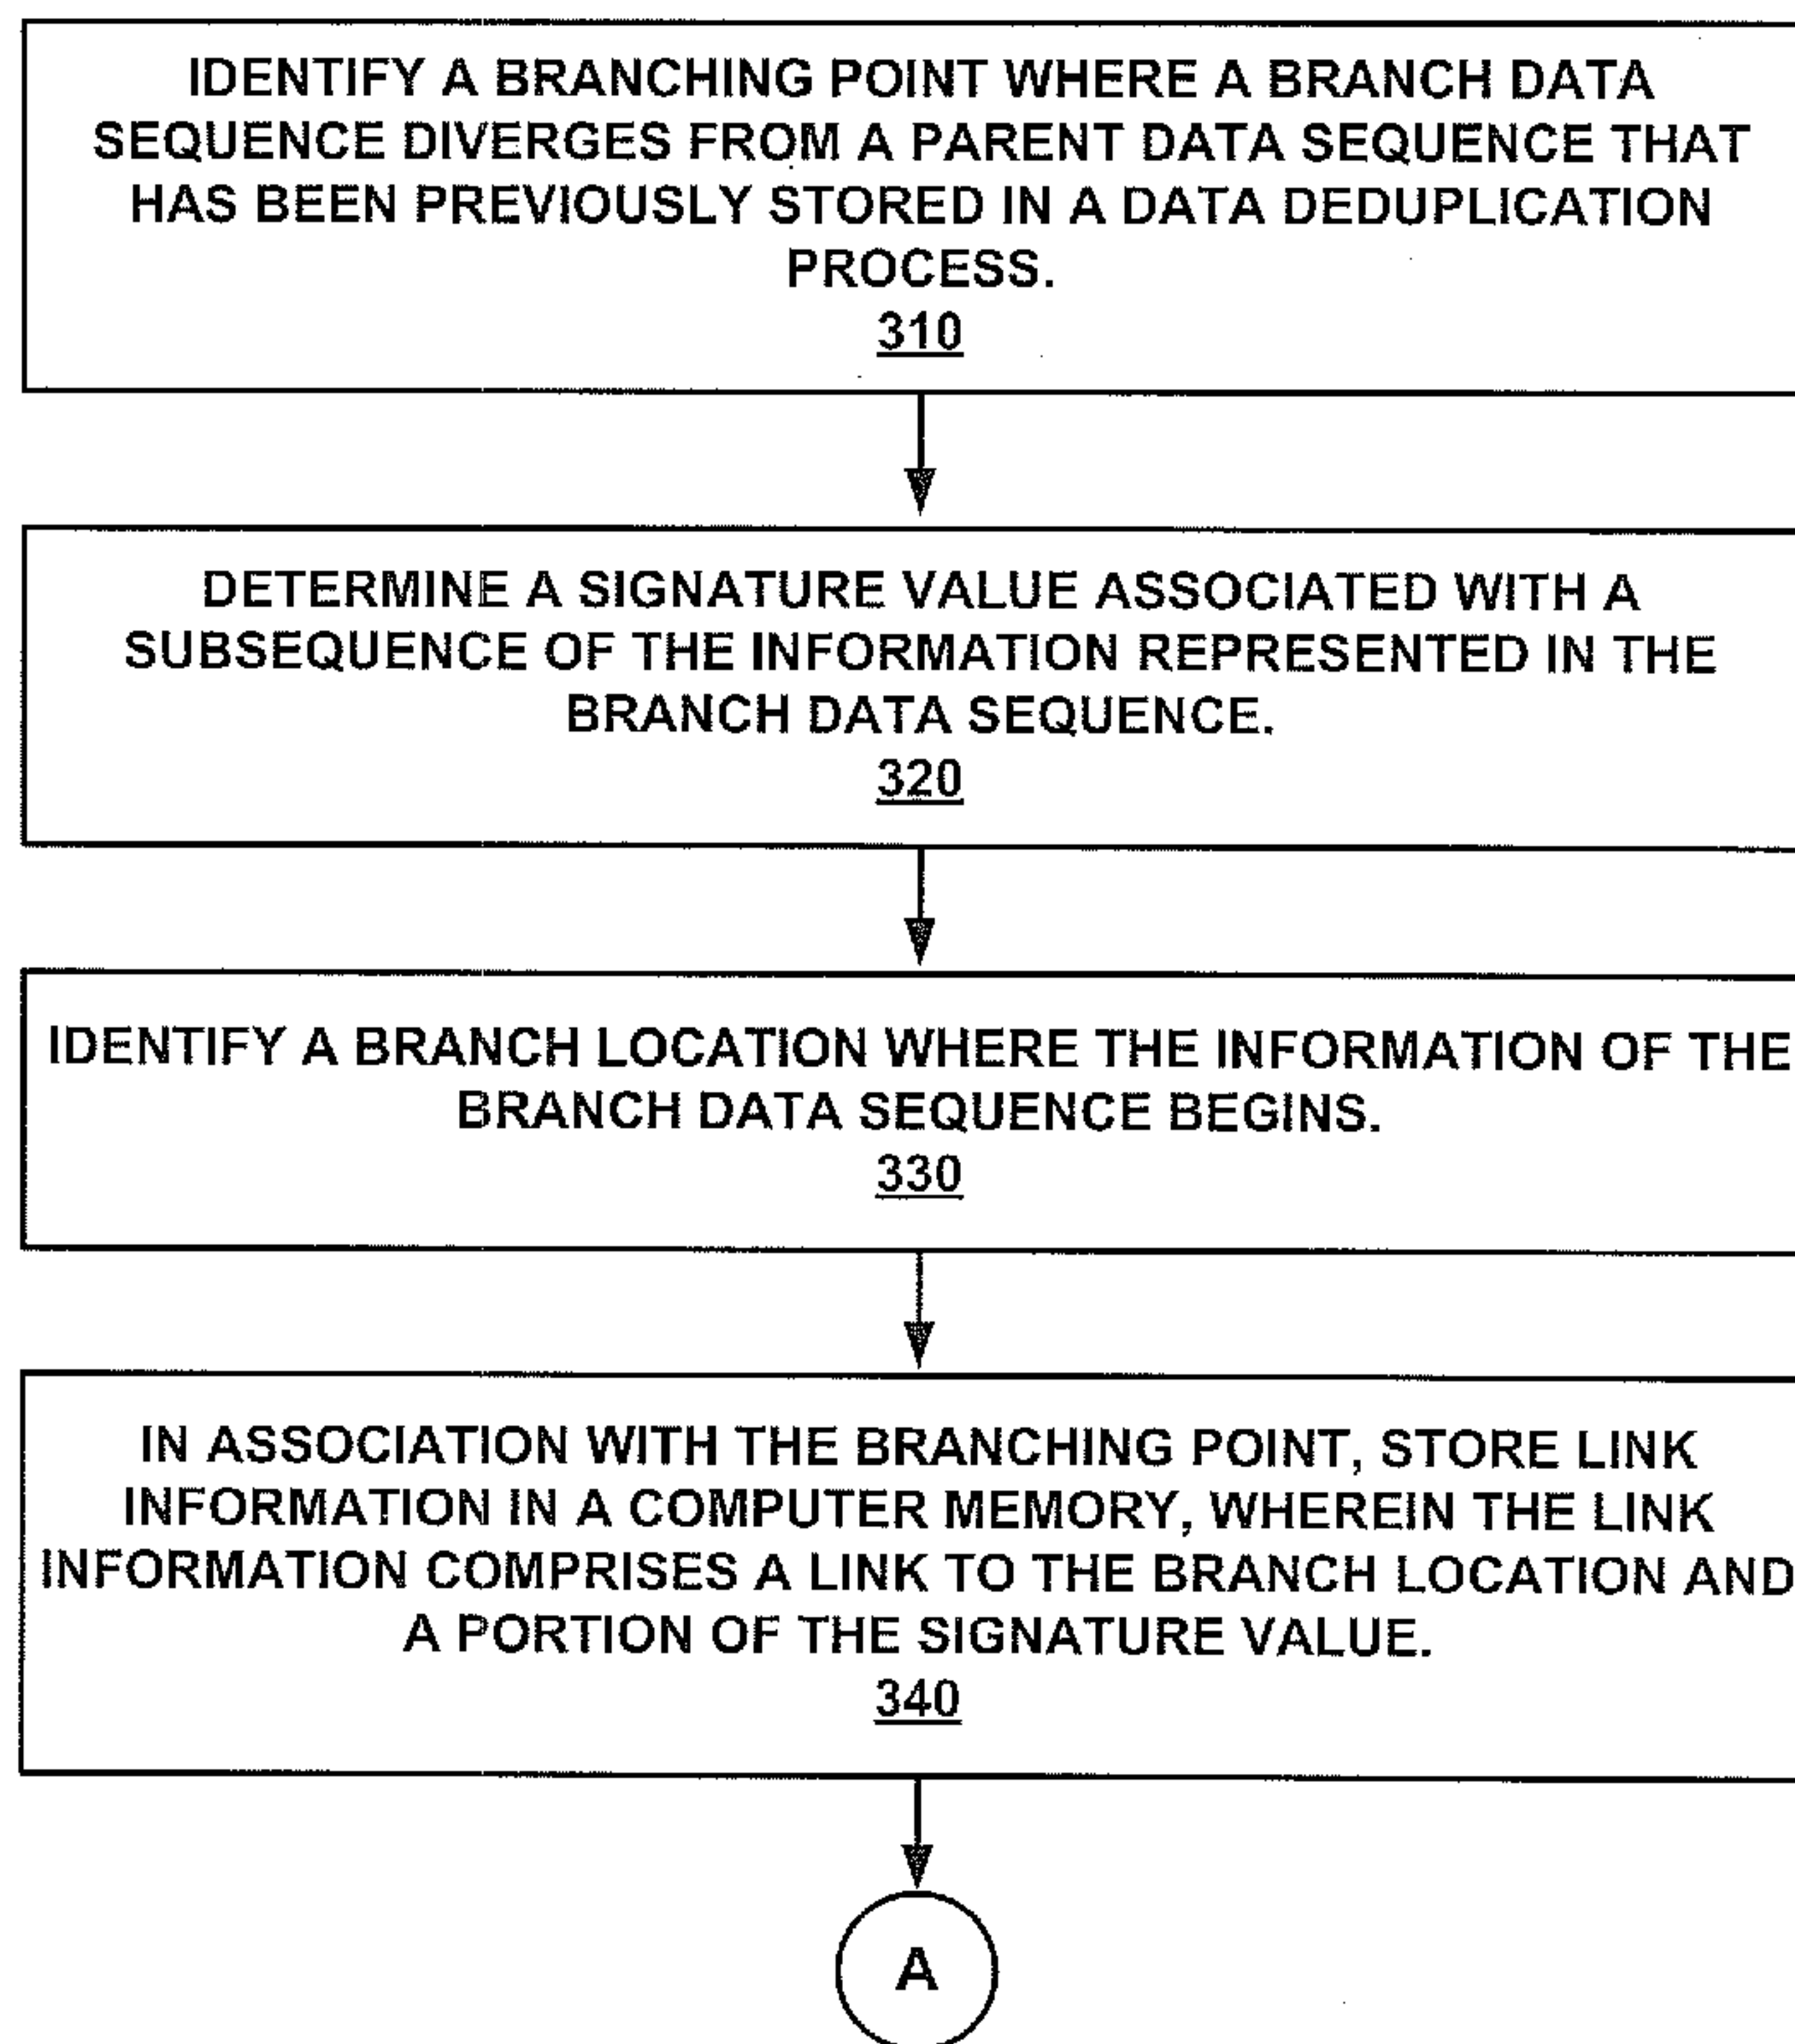 IDENTIFY A BRANCHING POINT WHERE A BRANCH DATA
SEQUENCE DIVERGES FROM A PARENT DATA SEQUENCE THAT
HAS BEEN PREVIOUSLY STORED IN A DATA DEDUPLICATION
PROCESS.
310
DETERMINE A SIGNATURE VALUE ASSOCIATED WITH A
SUBSEQUENCE OF THE INFORMATION REPRESENTED IN THE
BRANCH DATA SEQUENCE.
320
IDENTIFY A BRANCH LOCATION WHERE THE INFORMATION OF THE
BRANCH DATA SEQUENCE BEGINS.
330
IN ASSOCIATION WITH THE BRANCHING POINT, STORE LINK
INFORMATION IN A COMPUTER MEMORY, WHEREIN THE LINK
INFORMATION COMPRISES A LINK TO THE BRANCH LOCATION AND
A PORTION OF THE SIGNATURE VALUE.
340
A